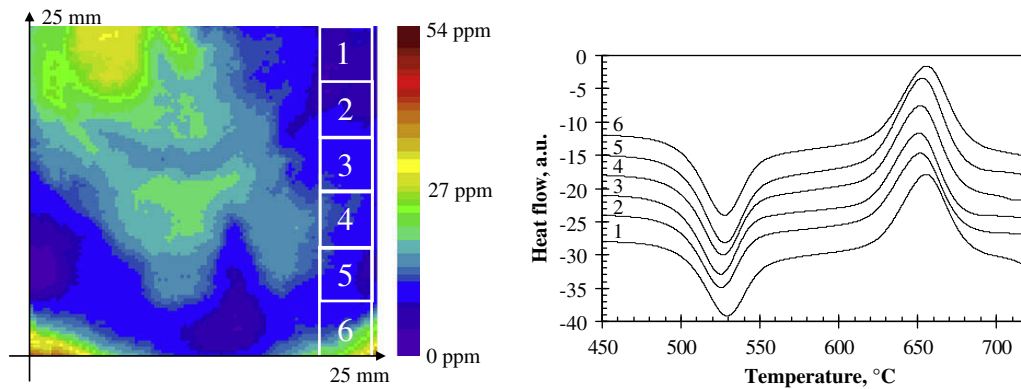 25 mm
54 ppm
27 ppm
0 ppm
25 mm
1
2
3
4
5
6
0
-5
-10
-15
-20
-25
-30
-35
-40
Heat flow, a.u.
6
5
4
3
2
1
450 500 550 600 650 700
Temperature, °C